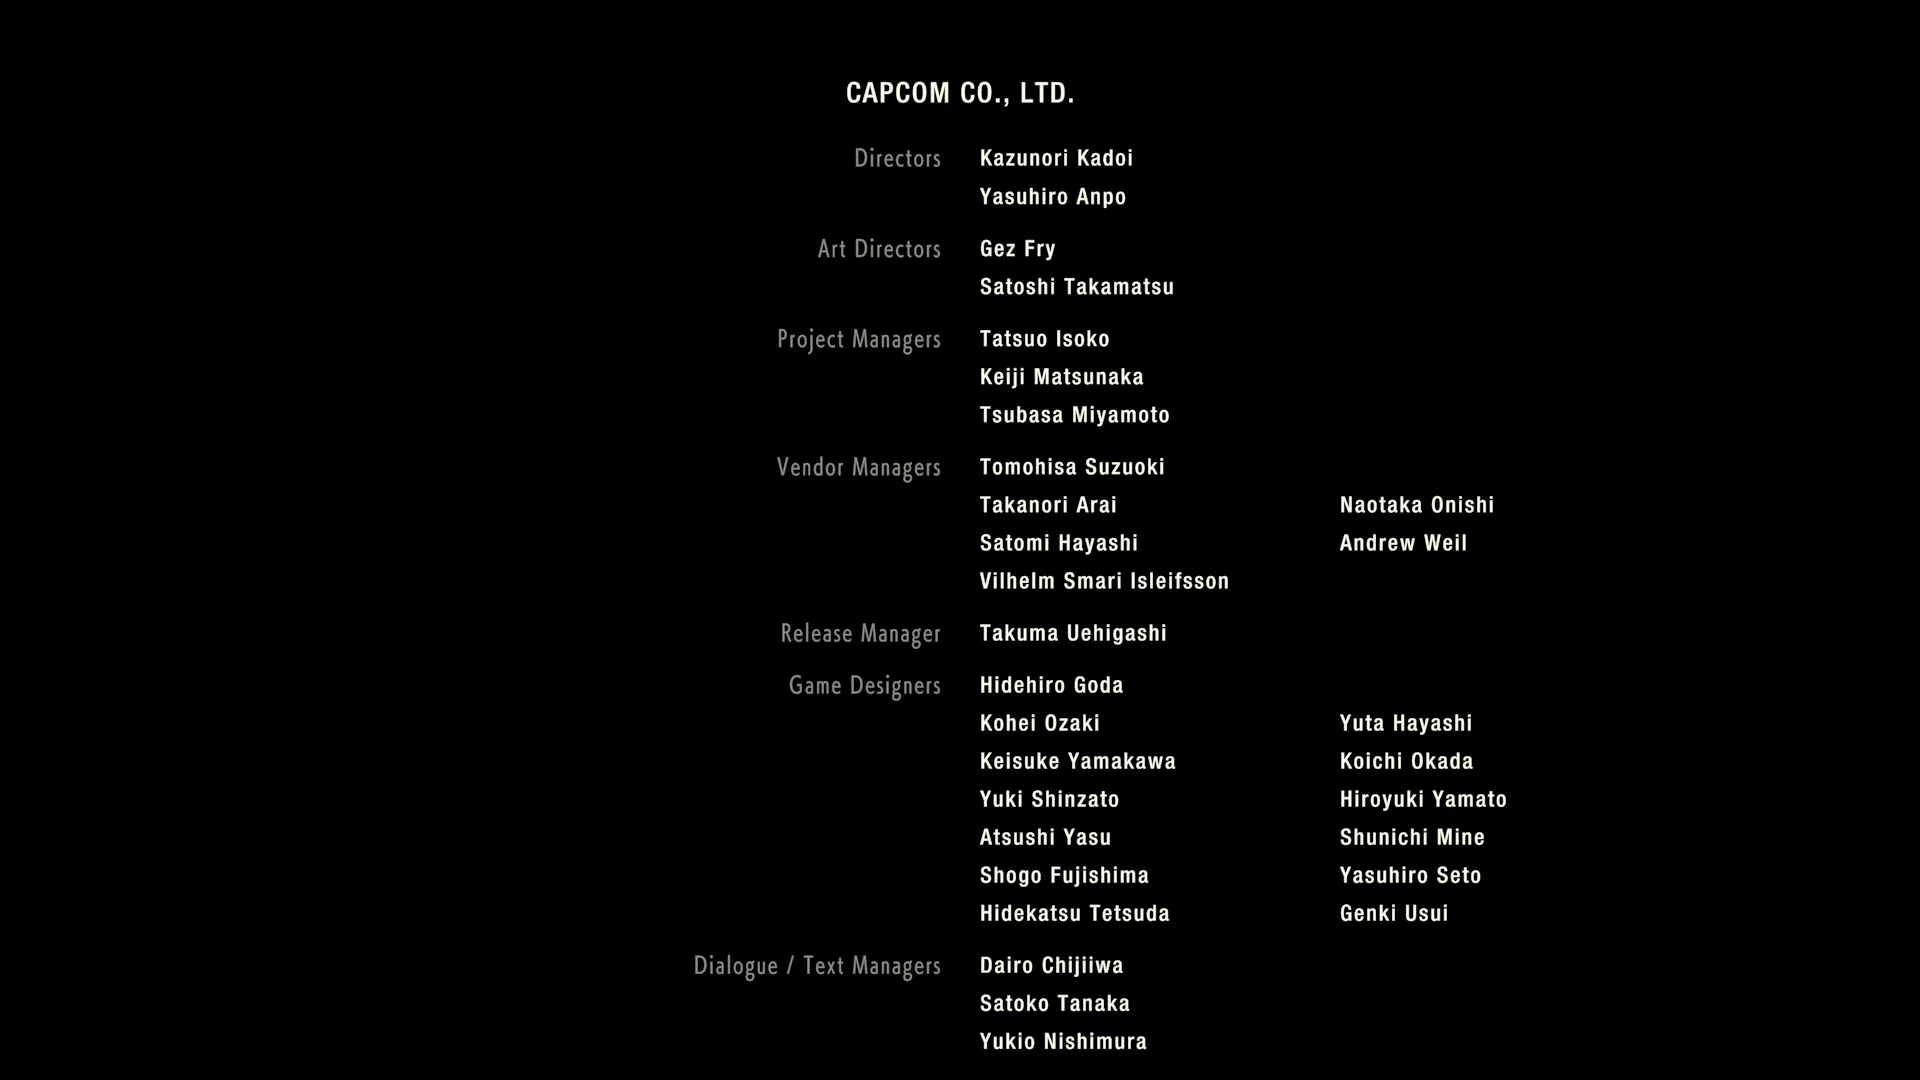 CAPCOM CO., LTD.
Directors Kazunori Kadoi
Yasuhiro Anpo
Art Directors Gez Fry
Satoshi Takamatsu
Project Managers Tatsuo Isoko
Keiji Matsunaka
Tsubasa Miyamoto
Vendor Managers Tomohisa Suzuoki
Takanori Arai Naotaka Onishi
Satomi Hayashi Andrew Weil
Vilhelm Smari Isleifsson
Release Manager Takuma Uehigashi
Game Designers Hidehiro Goda
Kohei Ozaki Yuta Hayashi
Keisuke Yamakawa Koichi Okada
Yuki Shinzato Hiroyuki Yamato
Atsushi Yasu Shunichi Mine
Shogo Fujishima Yasuhiro Seto
Hidekatsu Tetsuda Genki Usui
Dialogue / Text Managers Dairo Chijiiwa
Satoko Tanaka
Yukio Nishimura